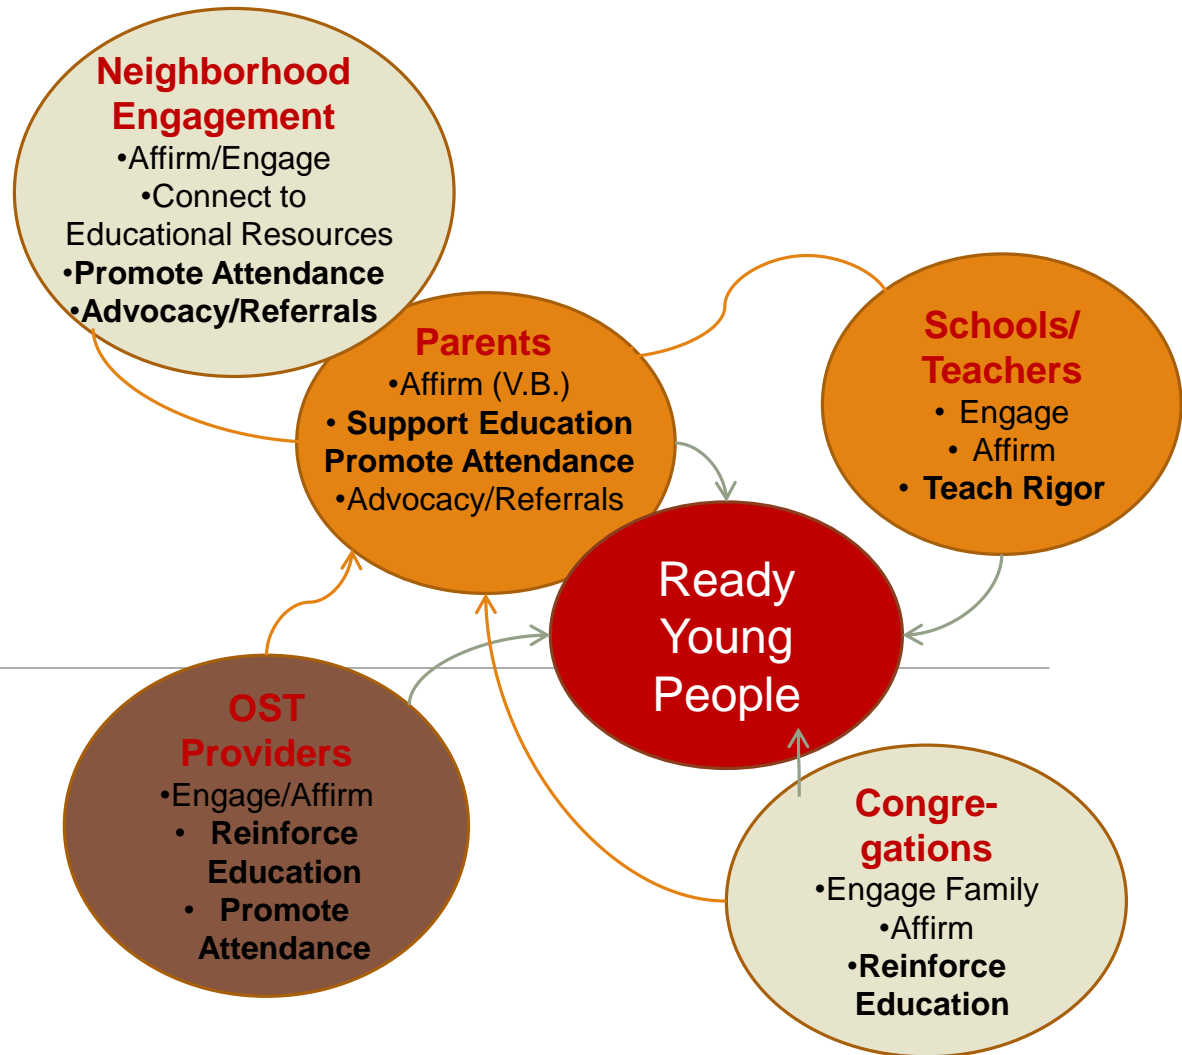 Neighborhood
Engagement
•Affirm/Engage
•Connect to
Educational Resources
•Promote Attendance
•Advocacy/Referrals
Parents
•Affirm (V.B.)
• Support Education
Promote Attendance
•Advocacy/Referrals
Schools/
Teachers
• Engage
• Affirm
• Teach Rigor
Ready
Young
People
OST
Providers
•Engage/Affirm
• Reinforce
Education
• Promote
Attendance
Congre-
gations
•Engage Family
•Affirm
•Reinforce
Education